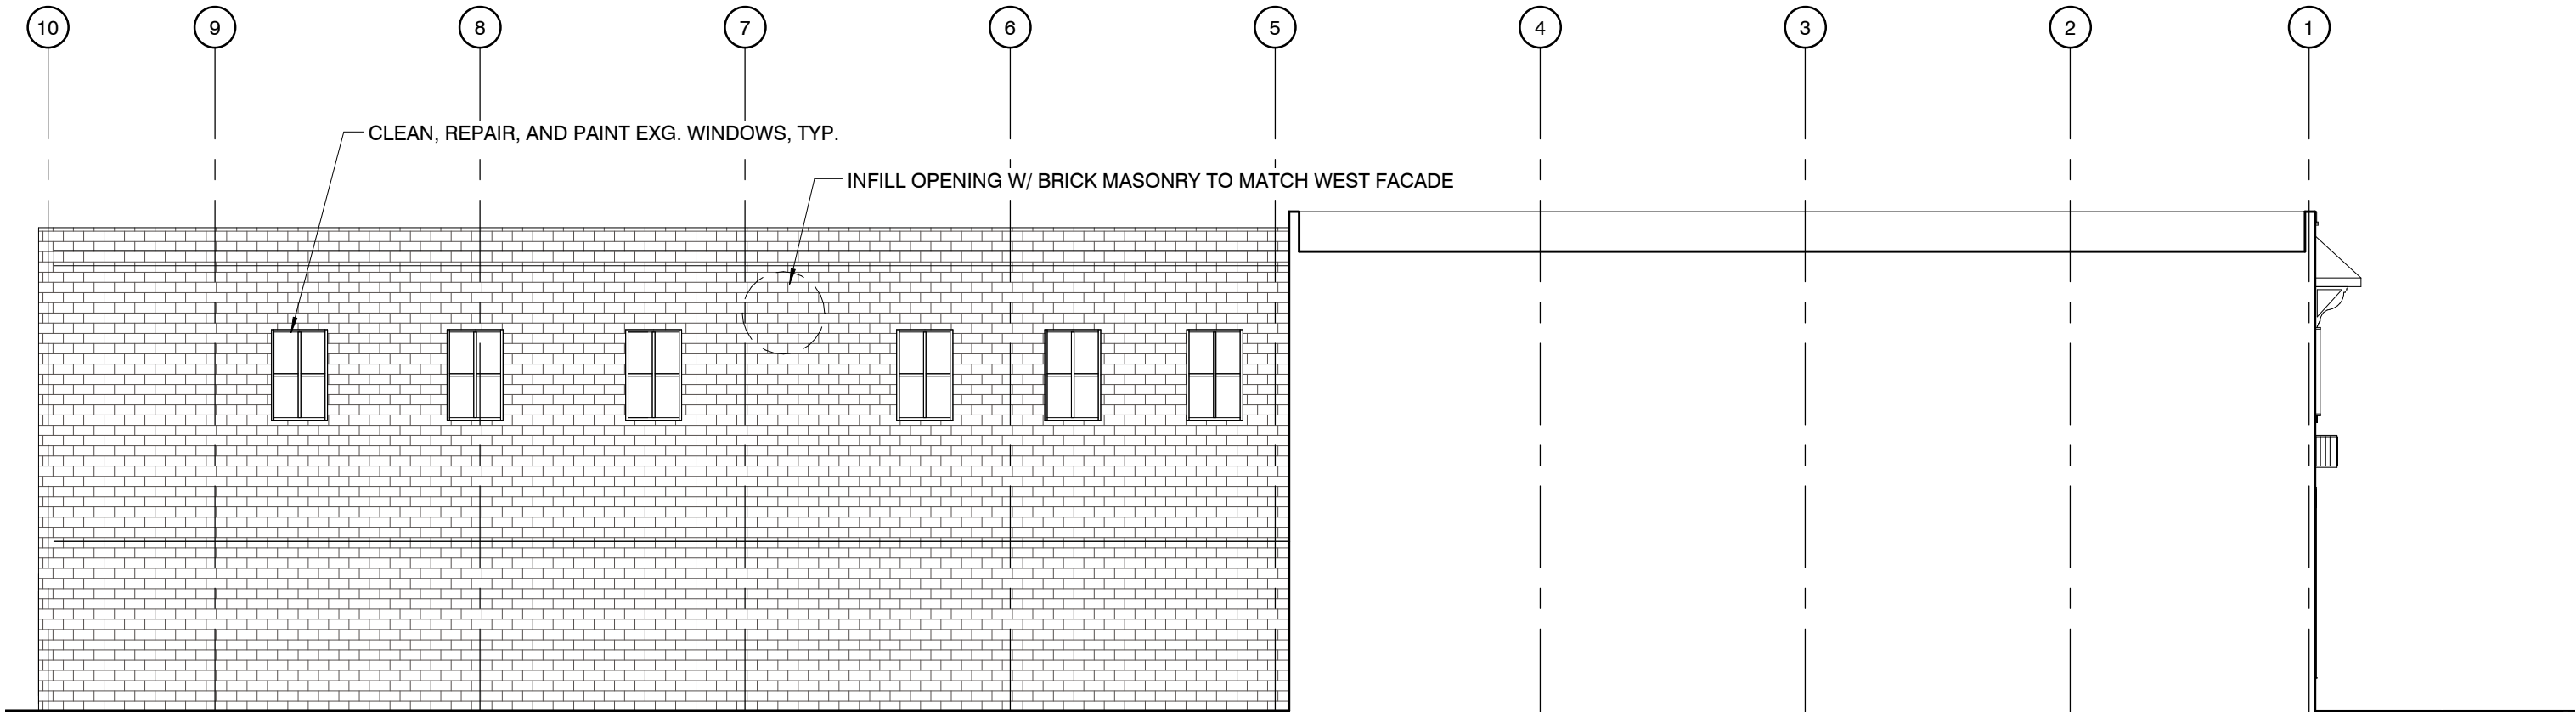 10 9 8 7 6 5 4 3 2 1
CLEAN, REPAIR, AND PAINT EXG. WINDOWS, TYP.
INFILL OPENING W/ BRICK MASONRY TO MATCH WEST FACADE